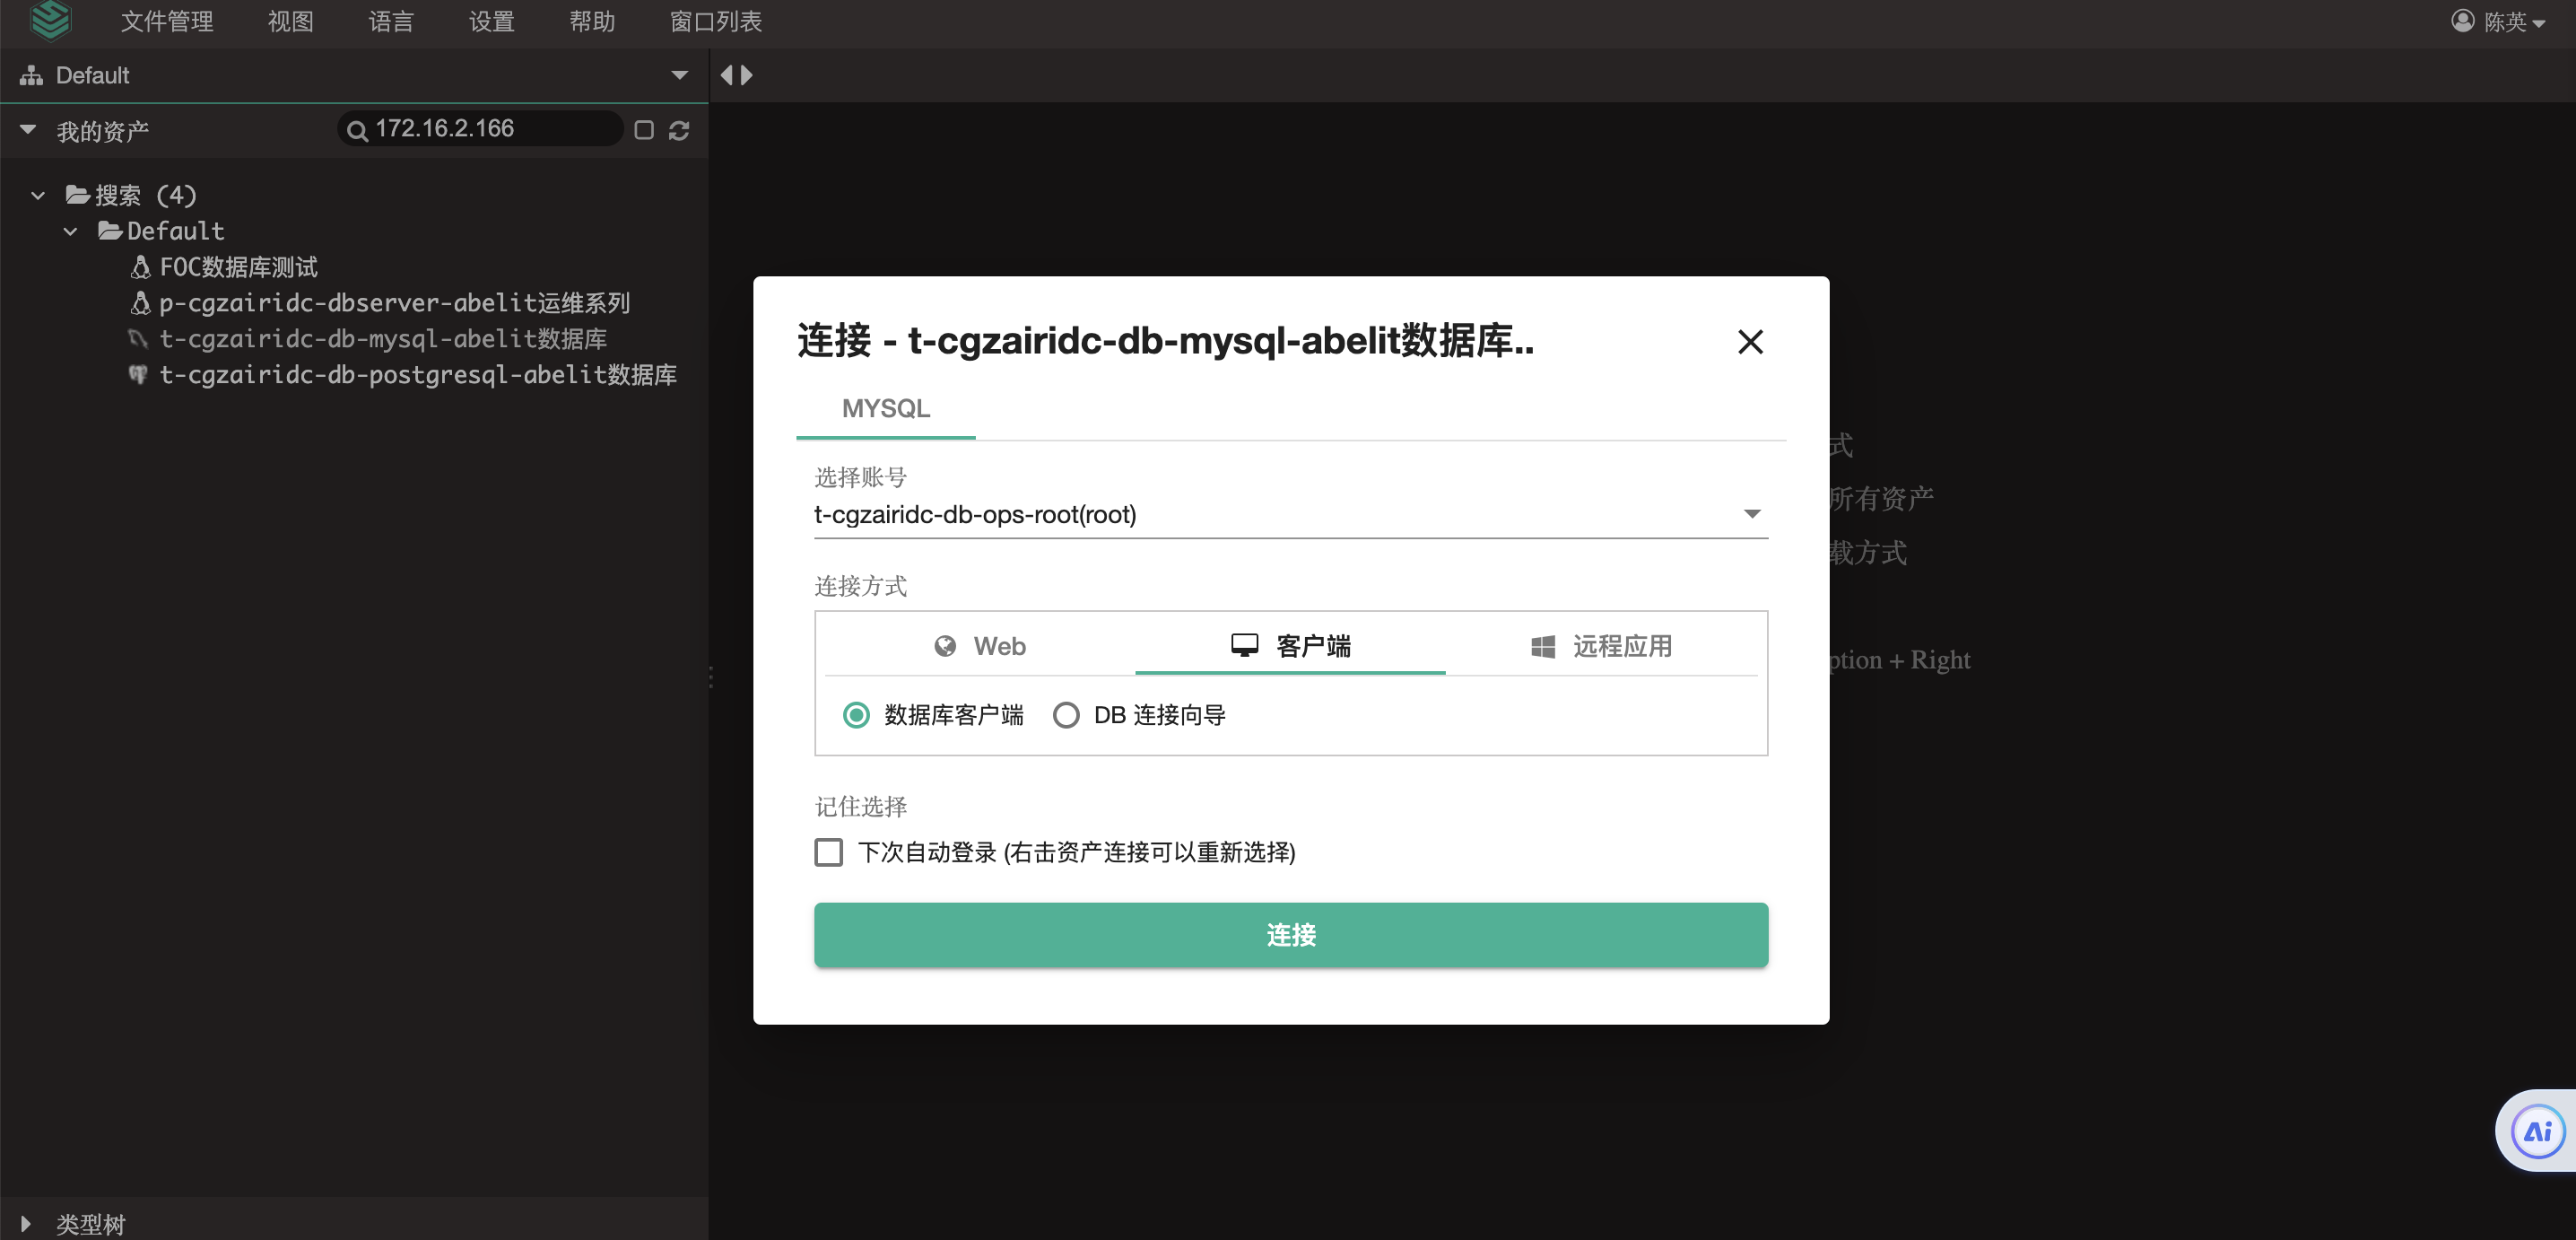 文件管理 视图 语言 设置 帮助 窗口列表 陈英
Default
我的资产 172.16.2.166
搜索 (4)
Default
FOC数据库测试
p-cgzairidc-dbserver-abelit运维系列
t-cgzairidc-db-mysql-abelit数据库
t-cgzairidc-db-postgresql-abelit数据库
类型树
连接 - t-cgzairidc-db-mysql-abelit数据库..
MYSQL
选择账号
t-cgzairidc-db-ops-root(root)
连接方式
Web 客户端 远程应用
数据库客户端 DB 连接向导
记住选择
下次自动登录 (右击资产连接可以重新选择)
连接
式
所有资产
载方式
ption + Right
Ai